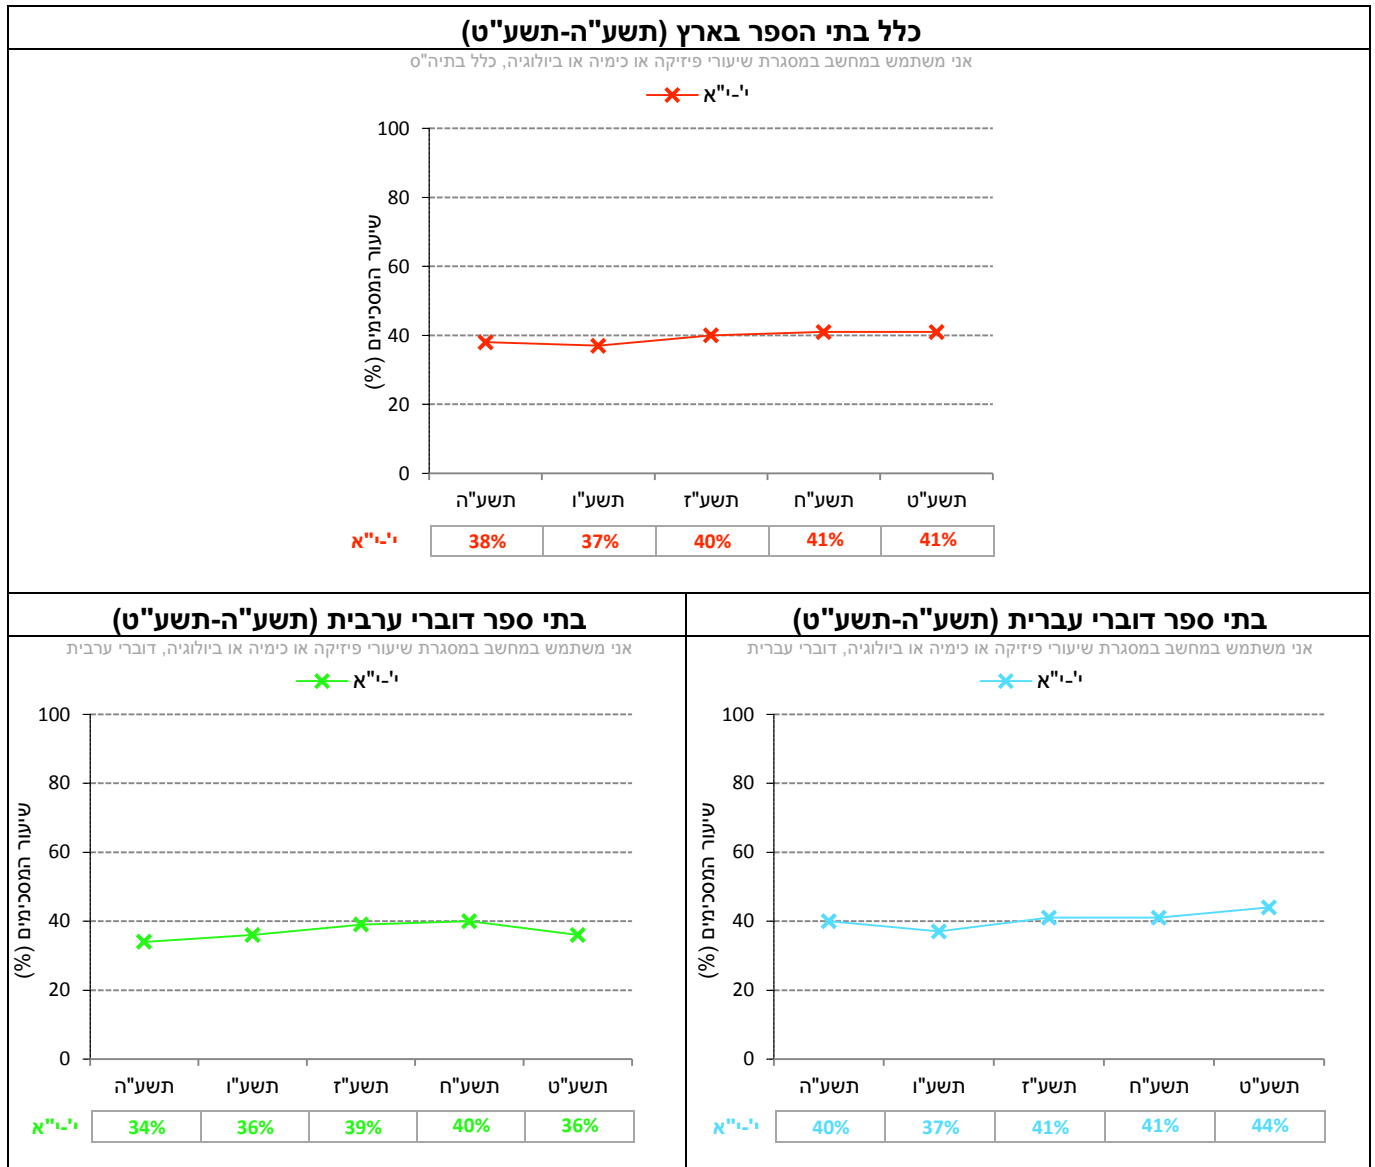 כלל בתי הספר בארץ (תשע"ה-תשע"ט)
אני משתמש במחשב במסגרת שיעורי פיזיקה או כימיה או ביולוגיה, כלל בתיה"ס
י'-י"א
שיעור המסכימים (%)
100
80
60
40
20
0
תשע"ה תשע"ו תשע"ז תשע"ח תשע"ט
י'-י"א 38% 37% 40% 41% 41%
בתי ספר דוברי עברית (תשע"ה-תשע"ט)
אני משתמש במחשב במסגרת שיעורי פיזיקה או כימיה או ביולוגיה, דוברי עברית
י'-י"א
שיעור המסכימים (%)
100
80
60
40
20
0
תשע"ה תשע"ו תשע"ז תשע"ח תשע"ט
י'-י"א 40% 37% 41% 41% 44%
בתי ספר דוברי ערבית (תשע"ה-תשע"ט)
אני משתמש במחשב במסגרת שיעורי פיזיקה או כימיה או ביולוגיה, דוברי ערבית
י'-י"א
שיעור המסכימים (%)
100
80
60
40
20
0
תשע"ה תשע"ו תשע"ז תשע"ח תשע"ט
י'-י"א 34% 36% 39% 40% 36%